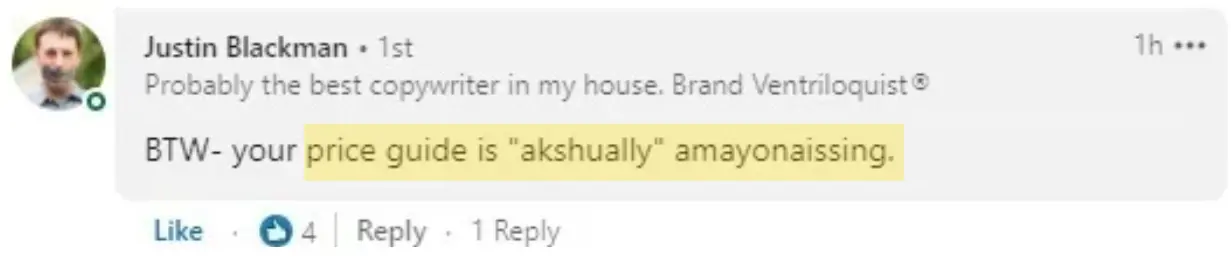 Justin Blackman • 1st
1h •••
Probably the best copywriter in my house. Brand Ventriloquist®
BTW- your price guide is "akshually" amayonaissing.
Like · 4 | Reply · 1 Reply